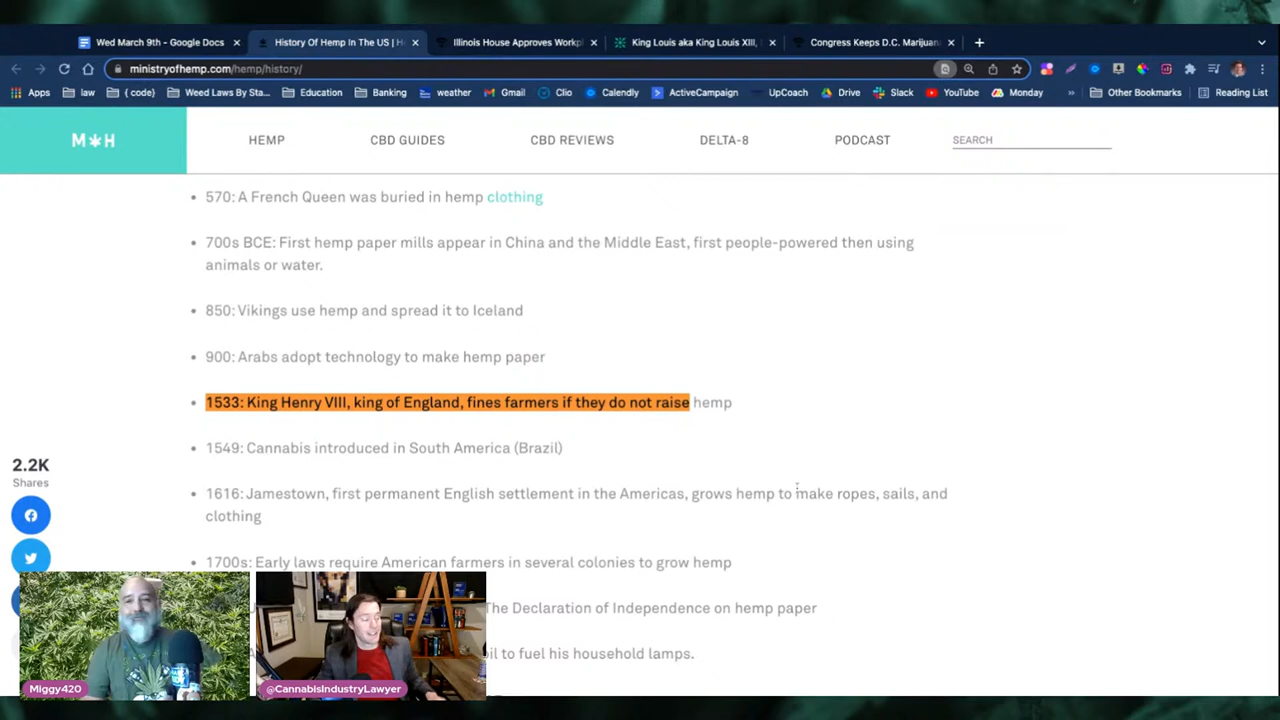 Wed March 9th - Google Docs
History Of Hemp In The US | H
Illinois House Approves Workpl
King Louis aka King Louis XIII,
Congress Keeps D.C. Marijuan
ministryofhemp.com/hemp/history/
Apps
law
{ code}
Weed Laws By Sta...
Education
Banking
weather
Gmail
Clio
Calendly
ActiveCampaign
UpCoach
Drive
Slack
YouTube
Monday
»
Other Bookmarks
Reading List
M H
HEMP
CBD GUIDES
CBD REVIEWS
DELTA-8
PODCAST
SEARCH
• 570: A French Queen was buried in hemp clothing
• 700s BCE: First hemp paper mills appear in China and the Middle East, first people-powered then using
animals or water.
• 850: Vikings use hemp and spread it to Iceland
• 900: Arabs adopt technology to make hemp paper
• 1533: King Henry VIII, king of England, fines farmers if they do not raise hemp
• 1549: Cannabis introduced in South America (Brazil)
• 1616: Jamestown, first permanent English settlement in the Americas, grows hemp to make ropes, sails, and
clothing
• 1700s: Early laws require American farmers in several colonies to grow hemp
The Declaration of Independence on hemp paper
to fuel his household lamps.
2.2K
Shares
Miggy420
@CannabisIndustryLawyer